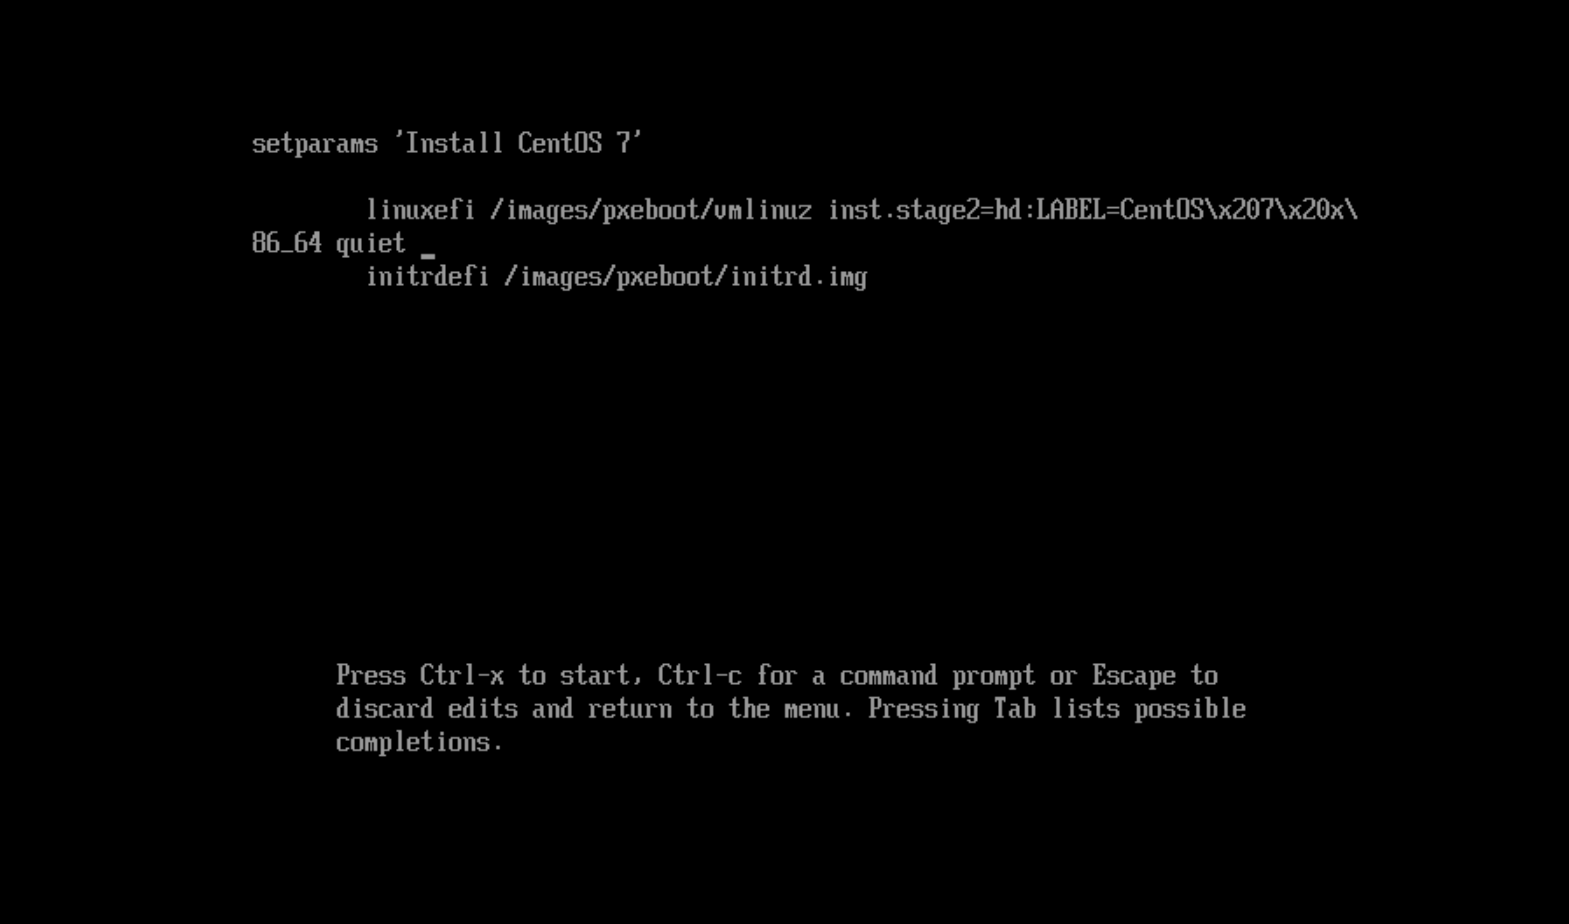 setparams 'Install CentOS 7'
linuxefi /images/pxeboot/vmlinuz inst.stage2=hd:LABEL=CentOS\x207\x20x\
86_64 quiet _
initrdefi /images/pxeboot/initrd.img
Press Ctrl-x to start, Ctrl-c for a command prompt or Escape to
discard edits and return to the menu. Pressing Tab lists possible
completions.